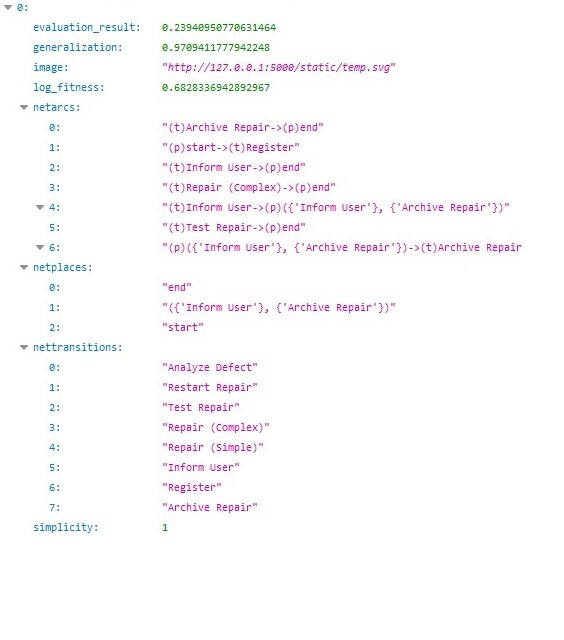 0:
evaluation_result: 0.23940950770631464
generalization: 0.9709411777942248
image: "http://127.0.0.1:5000/static/temp.svg"
log_fitness: 0.6828336942892967
netarcs:
0: "(t)Archive Repair->(p)end"
1: "(p)start->(t)Register"
2: "(t)Inform User->(p)end"
3: "(t)Repair (Complex)->(p)end"
4: "(t)Inform User->(p)({'Inform User'}, {'Archive Repair'})"
5: "(t)Test Repair->(p)end"
6: "(p)({'Inform User'}, {'Archive Repair'})->(t)Archive Repair
netplaces:
0: "end"
1: "({'Inform User'}, {'Archive Repair'})"
2: "start"
nettransitions:
0: "Analyze Defect"
1: "Restart Repair"
2: "Test Repair"
3: "Repair (Complex)"
4: "Repair (Simple)"
5: "Inform User"
6: "Register"
7: "Archive Repair"
simplicity: 1